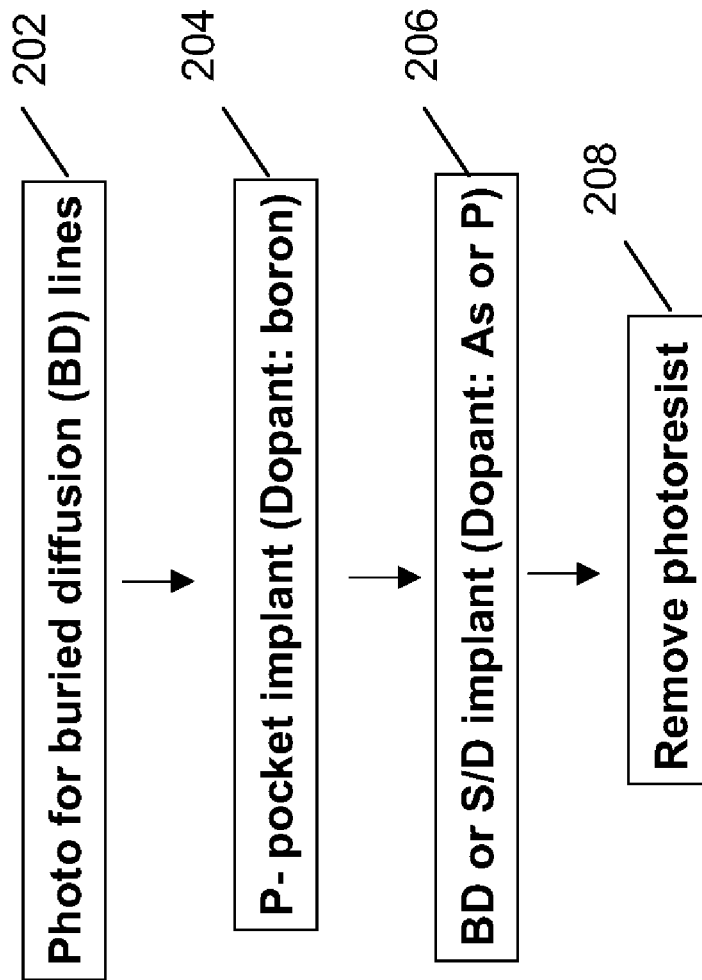 Photo for buried diffusion (BD) lines
202
P- pocket implant (Dopant: boron)
204
BD or S/D implant (Dopant: As or P)
206
Remove photoresist
208